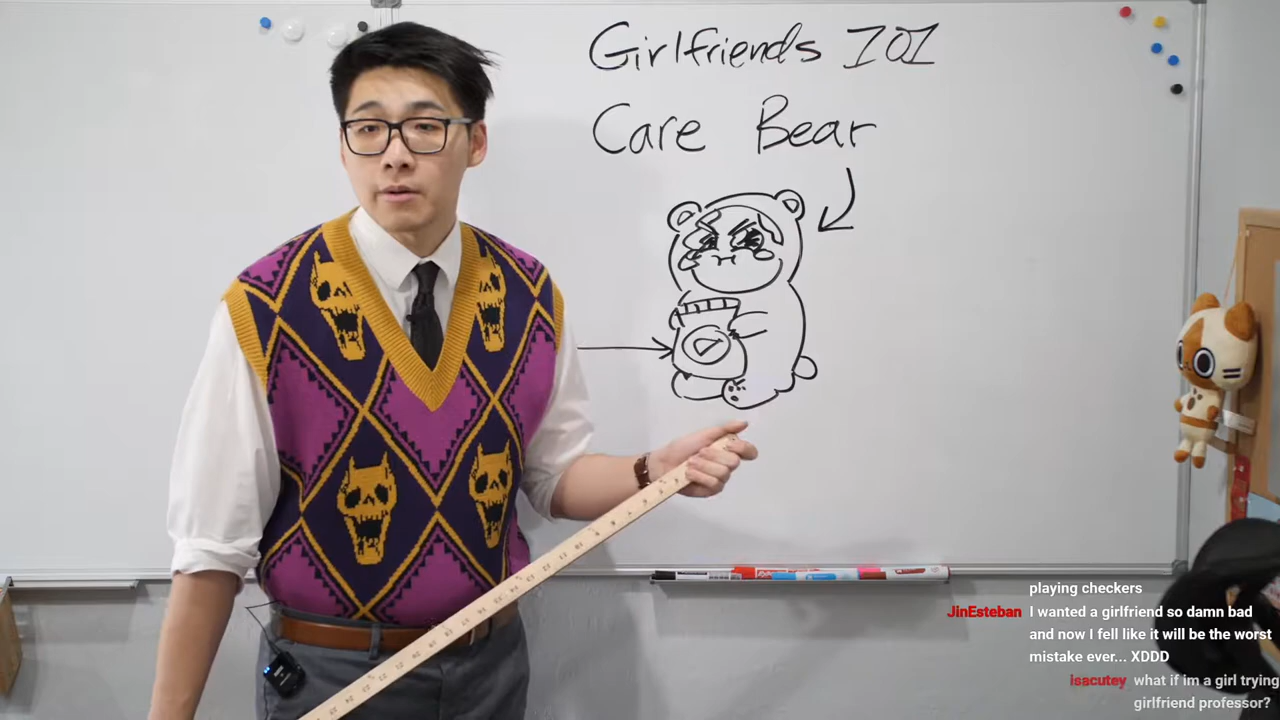 Girlfriends 101
Care Bear
playing checkers
JinEsteban I wanted a girlfriend so damn bad
and now I fell like it will be the worst
mistake ever... XDDD
isacutey what if im a girl trying
girlfriend professor?